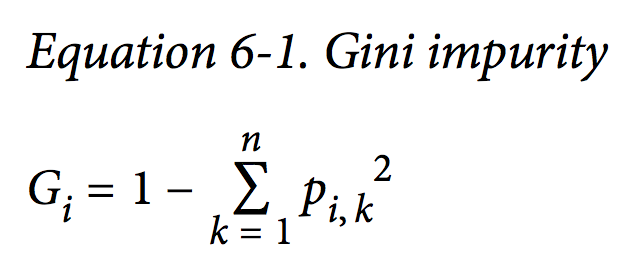 Equation 6-1. Gini impurity
G_i = 1 − ∑_{k = 1}^{n} p_{i, k}^2